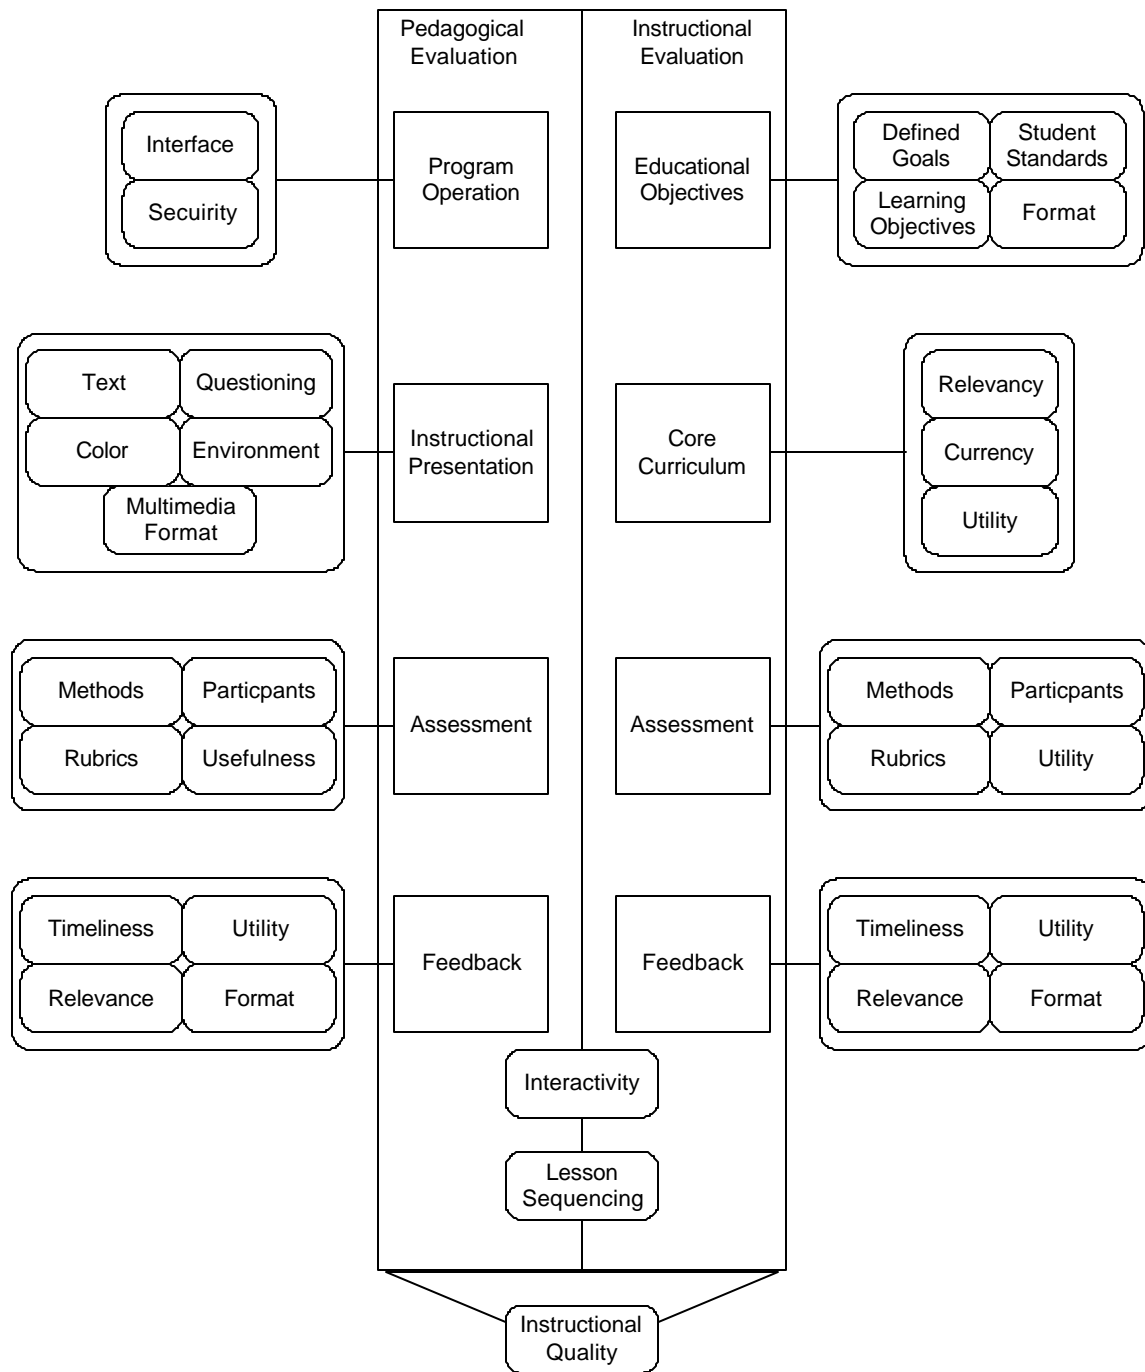 Pedagogical
Evaluation
Instructional
Evaluation
Interface
Secuirity
Program
Operation
Educational
Objectives
Defined
Goals
Student
Standards
Learning
Objectives
Format
Text
Questioning
Color
Environment
Multimedia
Format
Instructional
Presentation
Core
Curriculum
Relevancy
Currency
Utility
Methods
Particpants
Rubrics
Usefulness
Assessment
Assessment
Methods
Particpants
Rubrics
Utility
Timeliness
Utility
Relevance
Format
Feedback
Feedback
Timeliness
Utility
Relevance
Format
Interactivity
Lesson
Sequencing
Instructional
Quality